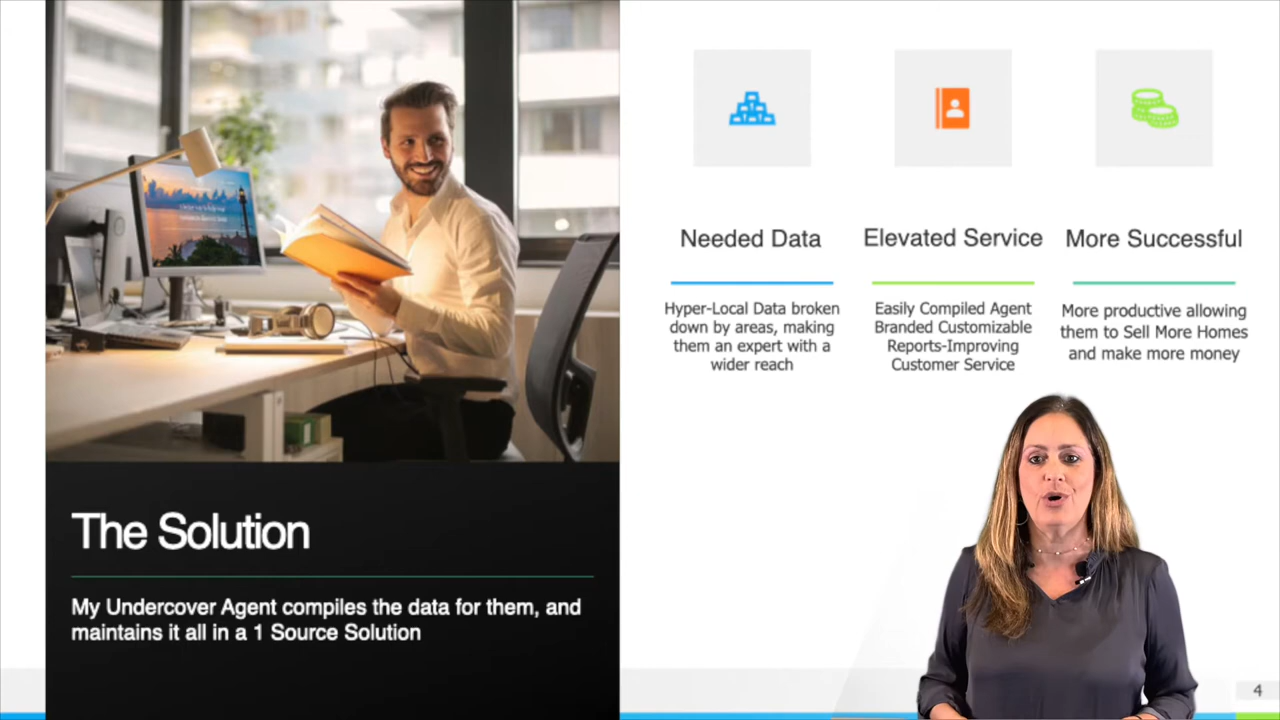 Needed Data
Hyper-Local Data broken
down by areas, making
them an expert with a
wider reach
Elevated Service
Easily Compiled Agent
Branded Customizable
Reports-Improving
Customer Service
More Successful
More productive allowing
them to Sell More Homes
and make more money
The Solution
My Undercover Agent compiles the data for them, and
maintains it all in a 1 Source Solution
4